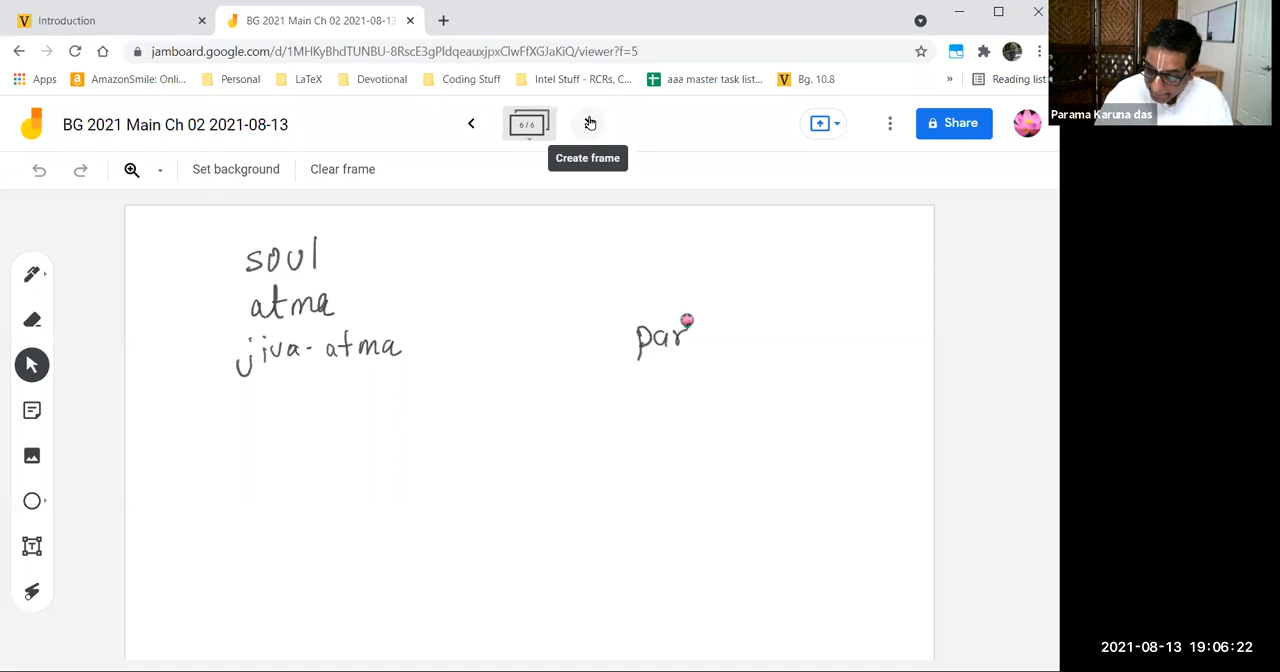 Introduction
BG 2021 Main Ch 02 2021-08-13
jamboard.google.com/d/1MHKyBhdTUNBU-8RscE3gPldqeauxjpxClwFfXGJaKiQ/viewer?f=5
Apps AmazonSmile: Onli... Personal LaTeX Devotional Coding Stuff Intel Stuff - RCRs, C... aaa master task list... Bg. 10.8 » Reading list
Parama Karuna das
BG 2021 Main Ch 02 2021-08-13
6 / 6
Share
Create frame
Set background
Clear frame
soul
atma
jiva-atma
par
2021-08-13 19:06:22